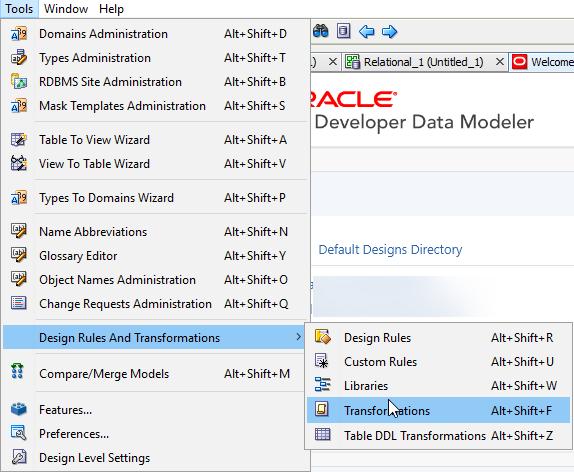 Tools Window Help
Domains Administration Alt+Shift+D
Types Administration Alt+Shift+T
RDBMS Site Administration Alt+Shift+B
Mask Templates Administration Alt+Shift+S
Table To View Wizard Alt+Shift+A
View To Table Wizard Alt+Shift+V
Types To Domains Wizard Alt+Shift+P
Name Abbreviations Alt+Shift+N
Glossary Editor Alt+Shift+Y
Object Names Administration Alt+Shift+O
Change Requests Administration Alt+Shift+Q
Design Rules And Transformations
Compare/Merge Models Alt+Shift+M
Features...
Preferences...
Design Level Settings
Relational_1 (Untitled_1) Welcome
RACLE
Developer Data Modeler
Default Designs Directory
Design Rules Alt+Shift+R
Custom Rules Alt+Shift+U
Libraries Alt+Shift+W
Transformations Alt+Shift+F
Table DDL Transformations Alt+Shift+Z